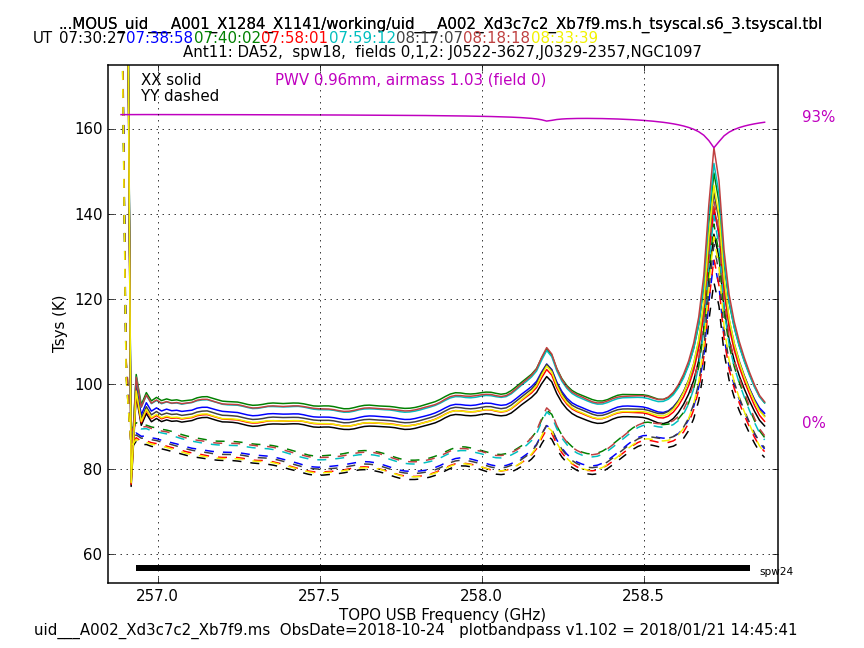 ...MOUS_uid___A001_X1284_X1141/working/uid___A002_Xd3c7c2_Xb7f9.ms.h_tsyscal.s6_3.tsyscal.tbl
UT 07:30:27 07:38:58 07:40:02 07:58:01 07:59:12 08:17:07 08:18:18 08:33:39
Ant11: DA52, spw18, fields 0,1,2: J0522-3627,J0329-2357,NGC1097
XX solid PWV 0.96mm, airmass 1.03 (field 0)
YY dashed
93%
0%
160
140
120
100
80
60
Tsys (K)
spw24
257.0 257.5 258.0 258.5
TOPO USB Frequency (GHz)
uid___A002_Xd3c7c2_Xb7f9.ms ObsDate=2018-10-24 plotbandpass v1.102 = 2018/01/21 14:45:41